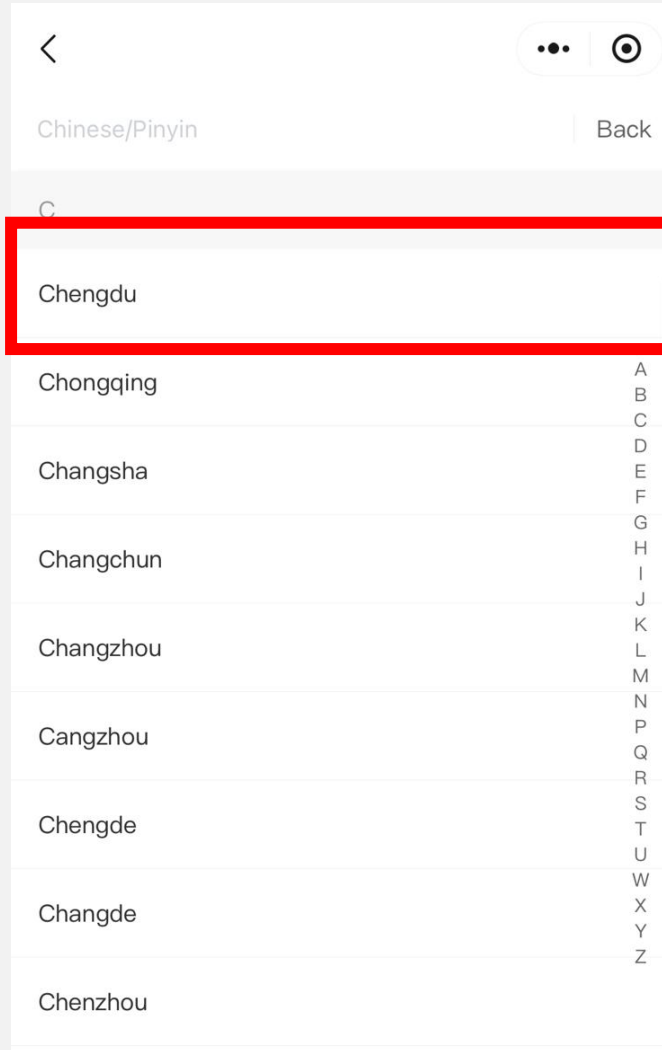 Chinese/Pinyin
Back
C
Chengdu
Chongqing
Changsha
Changchun
Changzhou
Cangzhou
Chengde
Changde
Chenzhou
A
B
C
D
E
F
G
H
I
J
K
L
M
N
P
Q
R
S
T
U
W
X
Y
Z